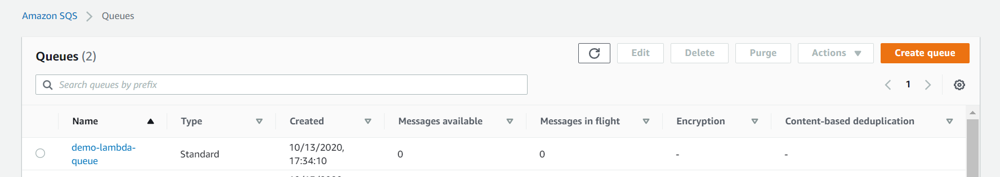 Amazon SQS > Queues
Queues (2)
Edit Delete Purge Actions Create queue
Search queues by prefix
1
Name Type Created Messages available Messages in flight Encryption Content-based deduplication
demo-lambda-
queue
Standard
10/13/2020,
17:34:10
0 0 - -